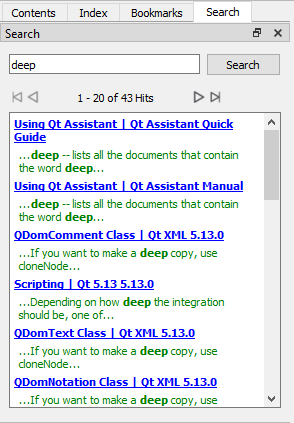 Contents Index Bookmarks Search
Search
deep Search
1 - 20 of 43 Hits
Using Qt Assistant | Qt Assistant Quick
Guide
...deep -- lists all the documents that contain
the word deep...
Using Qt Assistant | Qt Assistant Manual
...deep -- lists all the documents that contain
the word deep...
QDomComment Class | Qt XML 5.13.0
...If you want to make a deep copy, use
cloneNode...
Scripting | Qt 5.13 5.13.0
...Depending on how deep the integration
should be, one of...
QDomText Class | Qt XML 5.13.0
...If you want to make a deep copy, use
cloneNode...
QDomNotation Class | Qt XML 5.13.0
...If you want to make a deep copy, use